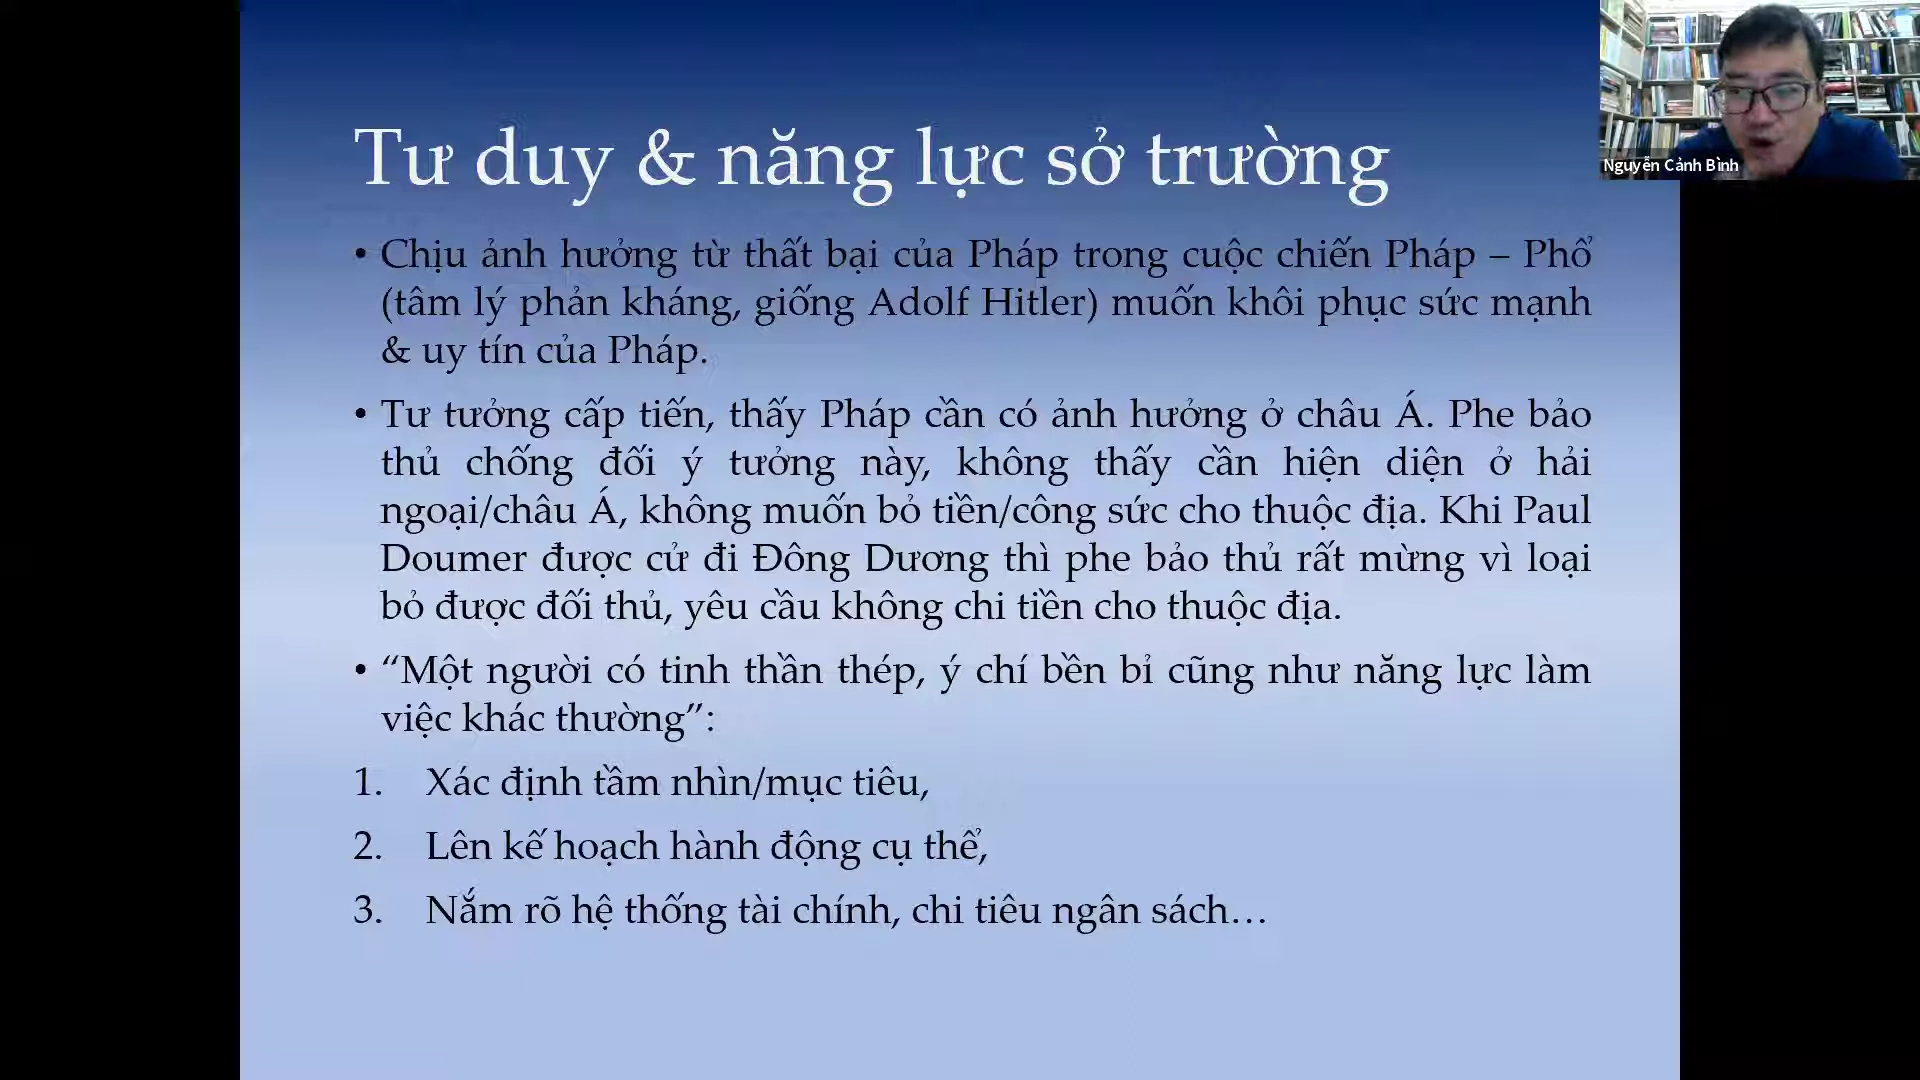 Tư duy & năng lực sở trường
Nguyễn Cảnh Bình
• Chịu ảnh hưởng từ thất bại của Pháp trong cuộc chiến Pháp – Phổ
(tâm lý phản kháng, giống Adolf Hitler) muốn khôi phục sức mạnh
& uy tín của Pháp.
• Tư tưởng cấp tiến, thấy Pháp cần có ảnh hưởng ở châu Á. Phe bảo
thủ chống đối ý tưởng này, không thấy cần hiện diện ở hải
ngoại/châu Á, không muốn bỏ tiền/công sức cho thuộc địa. Khi Paul
Doumer được cử đi Đông Dương thì phe bảo thủ rất mừng vì loại
bỏ được đối thủ, yêu cầu không chi tiền cho thuộc địa.
• “Một người có tinh thần thép, ý chí bền bỉ cũng như năng lực làm
việc khác thường”:
1. Xác định tầm nhìn/mục tiêu,
2. Lên kế hoạch hành động cụ thể,
3. Nắm rõ hệ thống tài chính, chi tiêu ngân sách…